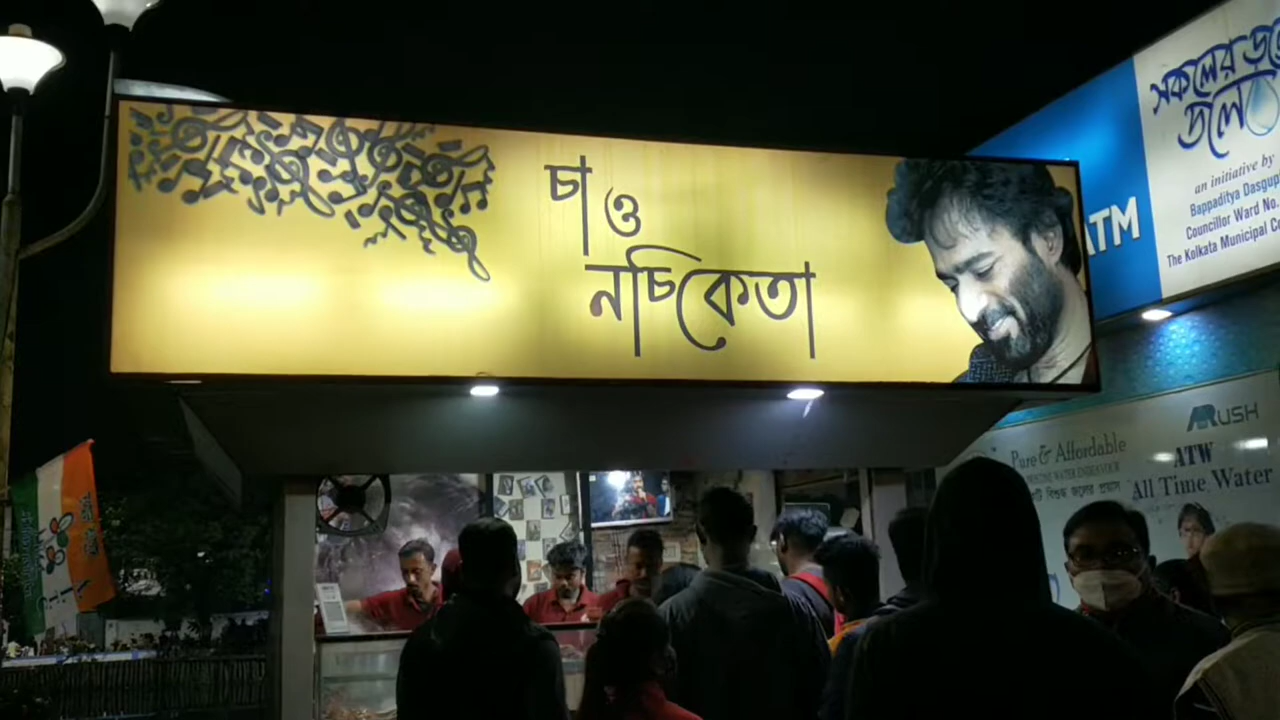 চা ও
নচিকেতা
ATM
সকলের
জল
an initiative by
Bappaditya Dasgup
Councillor Ward No.
The Kolkata Municipal Co
RUSH
Pure & Affordable
ATW
All Time Water